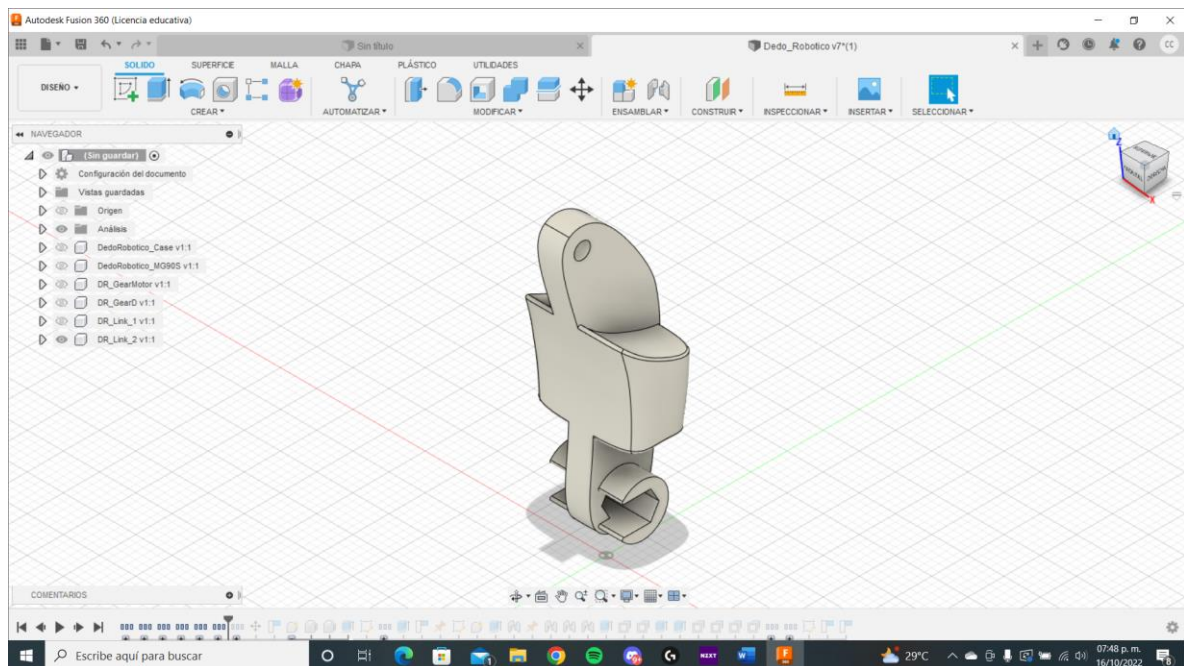 Autodesk Fusion 360 (Licencia educativa)
Sin título
Dedo_Robotico v7*(1)
CC
DISEÑO
SOLIDO SUPERFICIE MALLA CHAPA PLÁSTICO UTILIDADES
CREAR AUTOMATIZAR MODIFICAR ENSAMBLAR CONSTRUIR INSPECCIONAR INSERTAR SELECCIONAR
NAVEGADOR
(Sin guardar)
Configuración del documento
Vistas guardadas
Origen
Análisis
DedoRobotico_Case v1:1
DedoRobotico_MG90S v1:1
DR_GearMotor v1:1
DR_GearD v1:1
DR_Link_1 v1:1
DR_Link_2 v1:1
Z
X
COMENTARIOS
Escribe aquí para buscar
NZXT
29°C
07:48 p. m.
16/10/2022